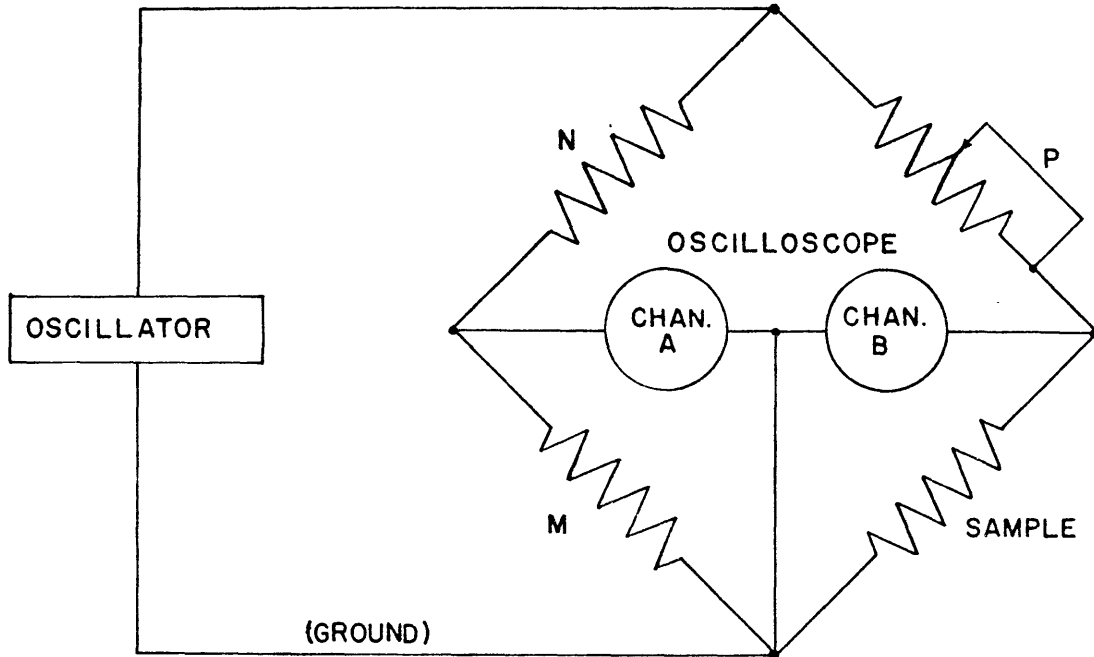 N
P
OSCILLOSCOPE
OSCILLATOR
CHAN.
A
CHAN.
B
M
SAMPLE
(GROUND)